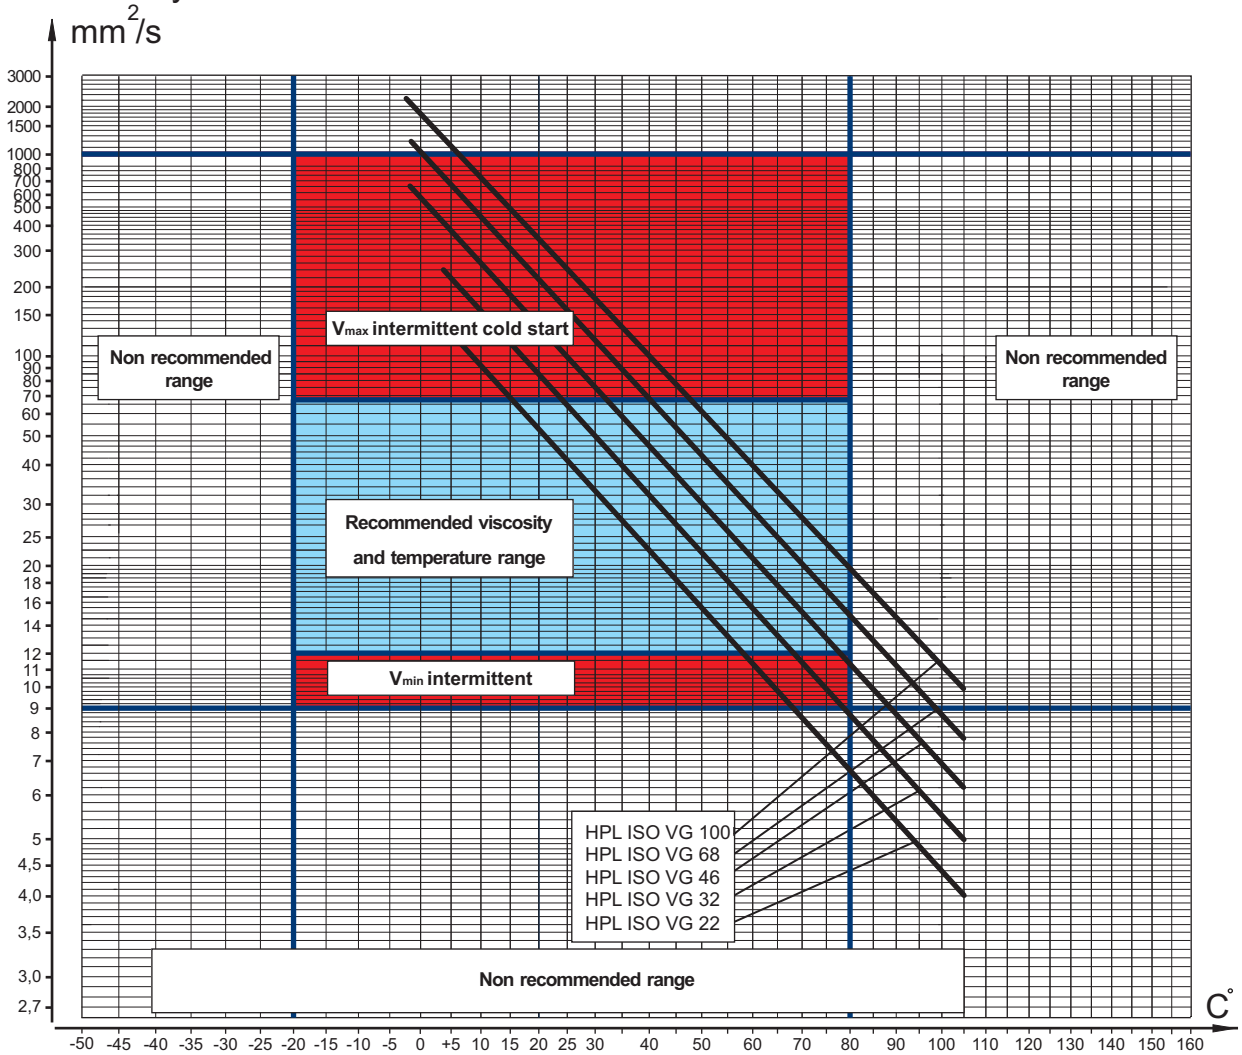 mm²/s
3000
2000
1500
1000
800
700
600
500
400
300
200
150
100
90
80
70
60
50
40
30
25
20
18
16
14
12
11
10
9
8
7
6
5
4,5
4,0
3,5
3,0
2,7
Vmax intermittent cold start
Non recommended
range
Non recommended
range
Recommended viscosity
and temperature range
Vmin intermittent
HPL ISO VG 100
HPL ISO VG 68
HPL ISO VG 46
HPL ISO VG 32
HPL ISO VG 22
Non recommended range
C°
-50 -45 -40 -35 -30 -25 -20 -15 -10 -5 0 +5 10 15 20 25 30 40 50 60 70 80 90 100 110 120 130 140 150 160